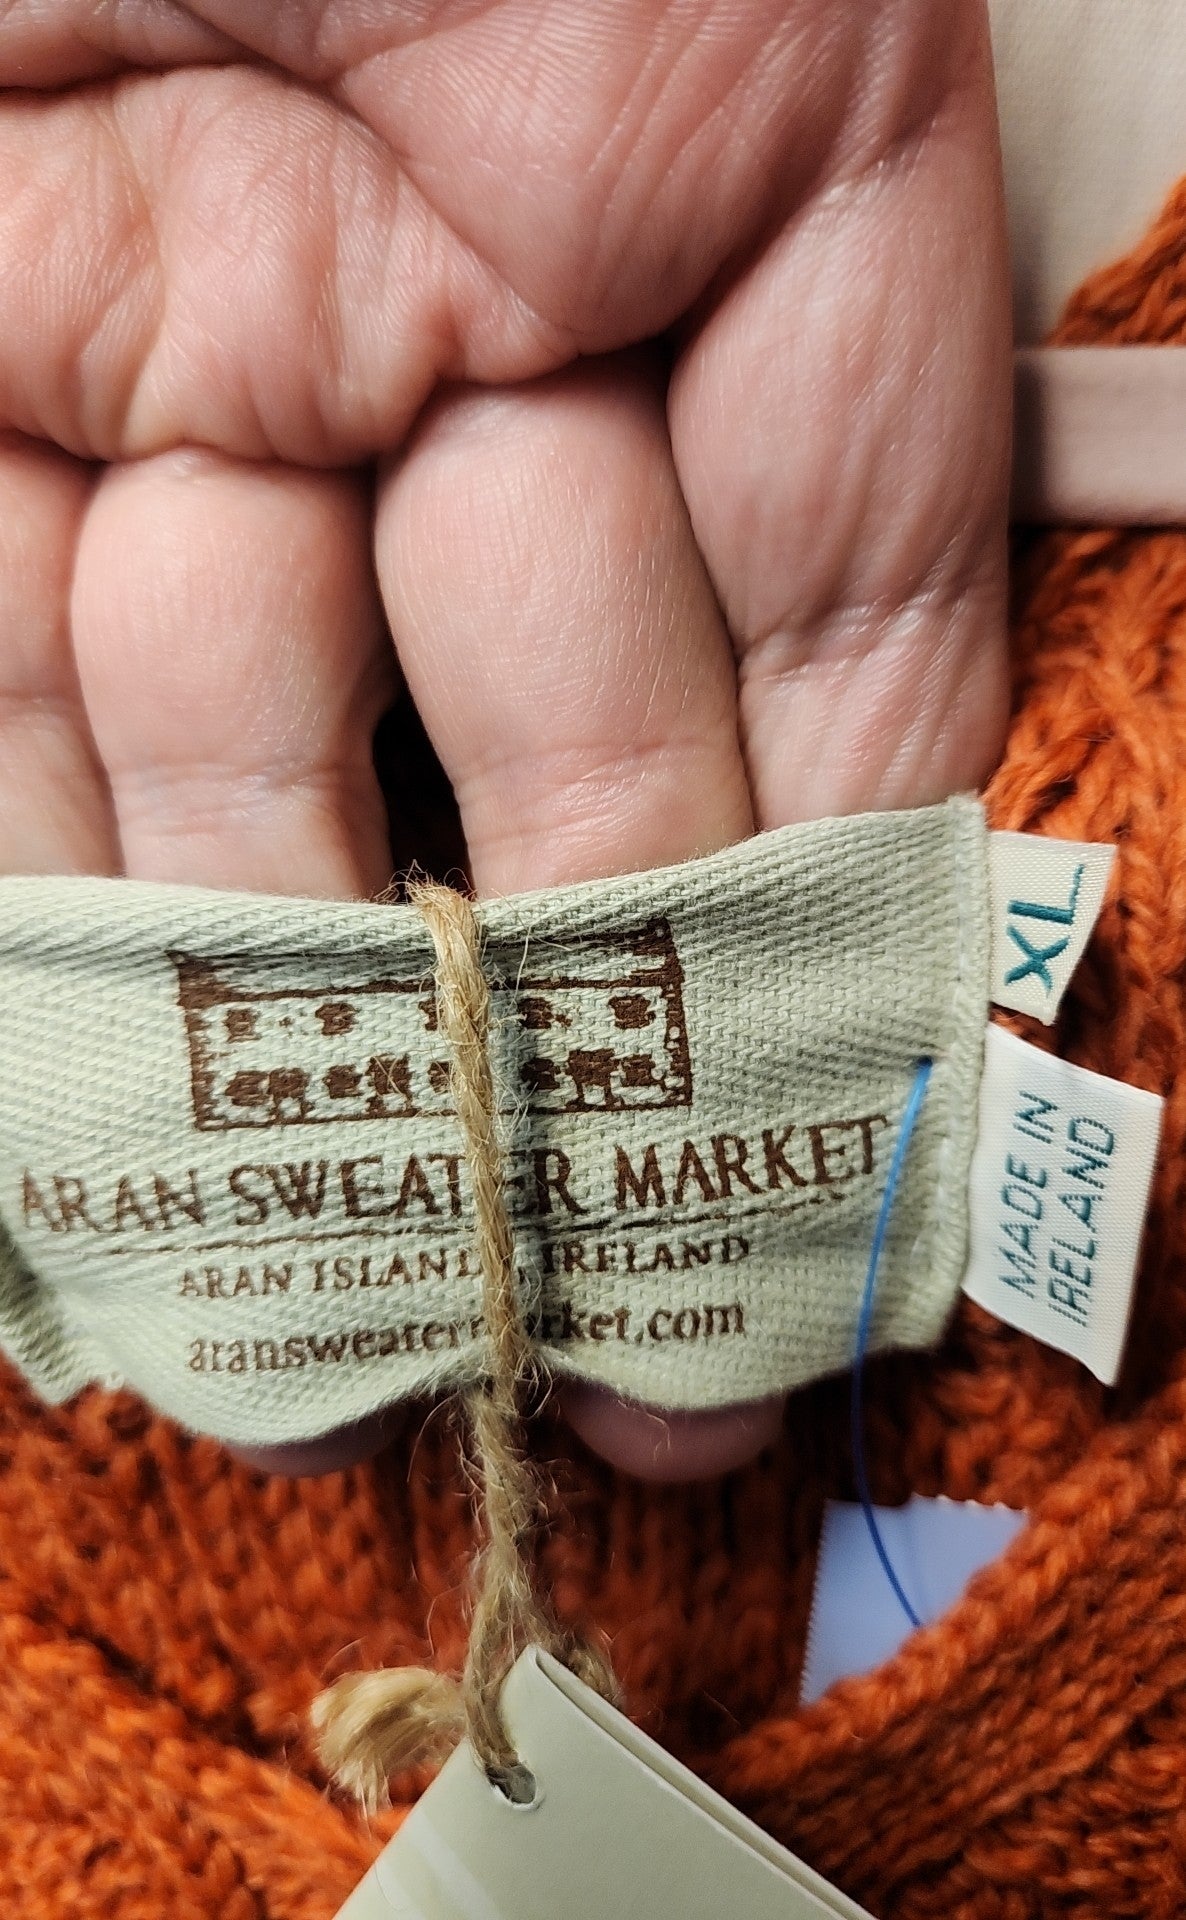 ARAN SWEATER MARKET
ARAN ISLANDS, IRELAND
aransweatermarket.com
XL
MADE IN
IRELAND